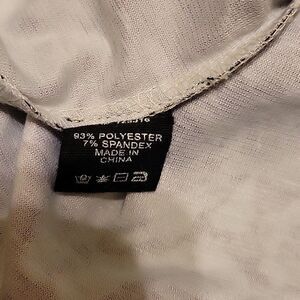 93% POLYESTER
7% SPANDEX
MADE IN
CHINA